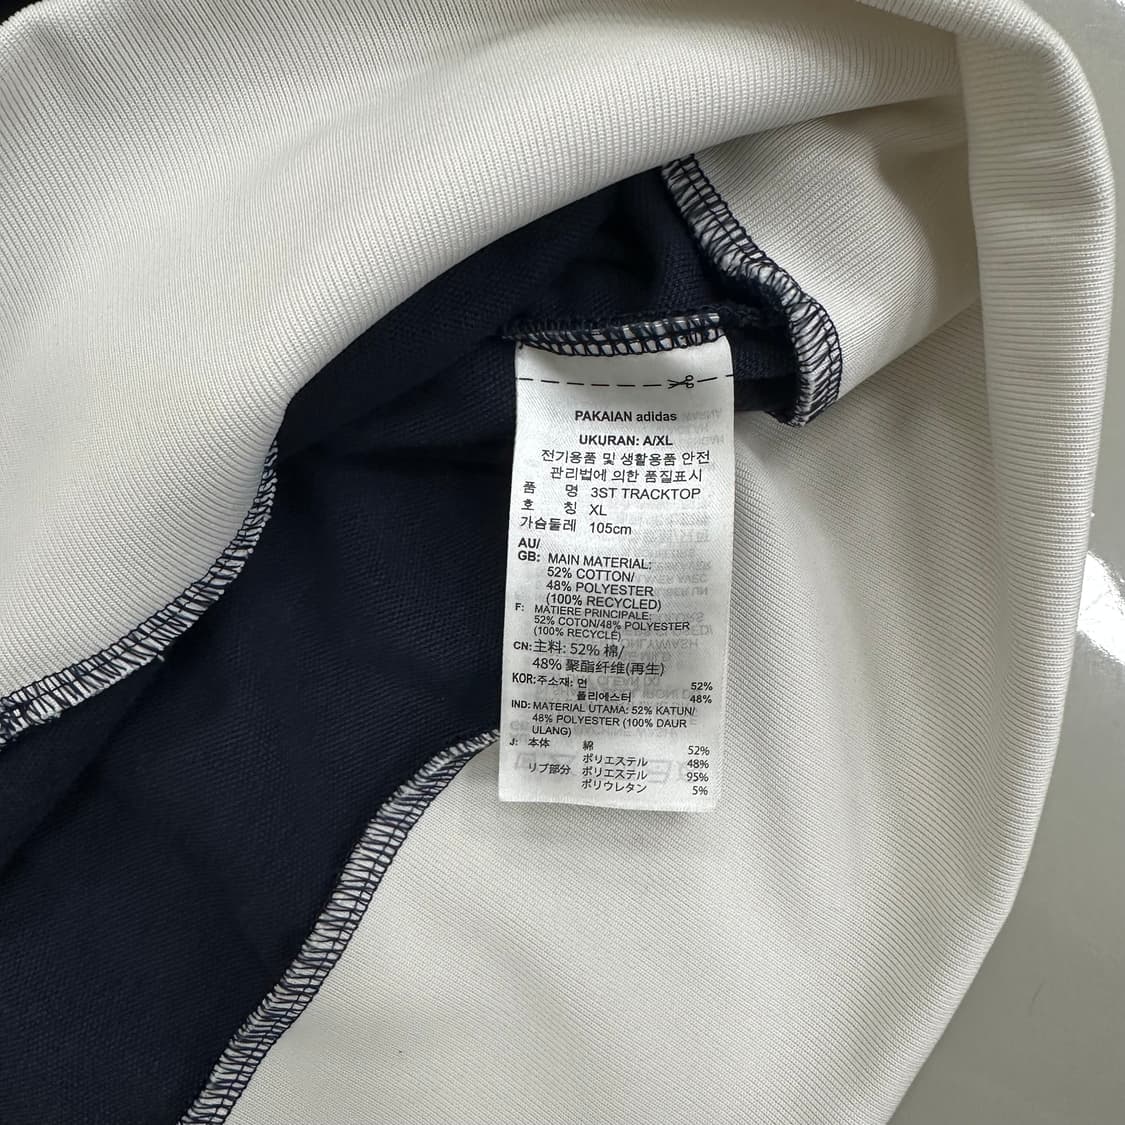 PAKAIAN adidas
UKURAN: A/XL
전기용품 및 생활용품 안전
관리법에 의한 품질표시
품 명 3ST TRACKTOP
호 칭 XL
가슴둘레 105cm
AU/
GB: MAIN MATERIAL:
52% COTTON/
48% POLYESTER
(100% RECYCLED)
F: MATIERE PRINCIPALE:
52% COTON/48% POLYESTER
(100% RECYCLÉ)
CN: 主料: 52% 棉/
48% 聚酯纤维(再生)
KOR: 주소재: 면 52%
폴리에스터 48%
IND: MATERIAL UTAMA: 52% KATUN/
48% POLYESTER (100% DAUR
ULANG)
J: 本体 綿 52%
ポリエステル 48%
リブ部分 ポリエステル 95%
ポリウレタン 5%